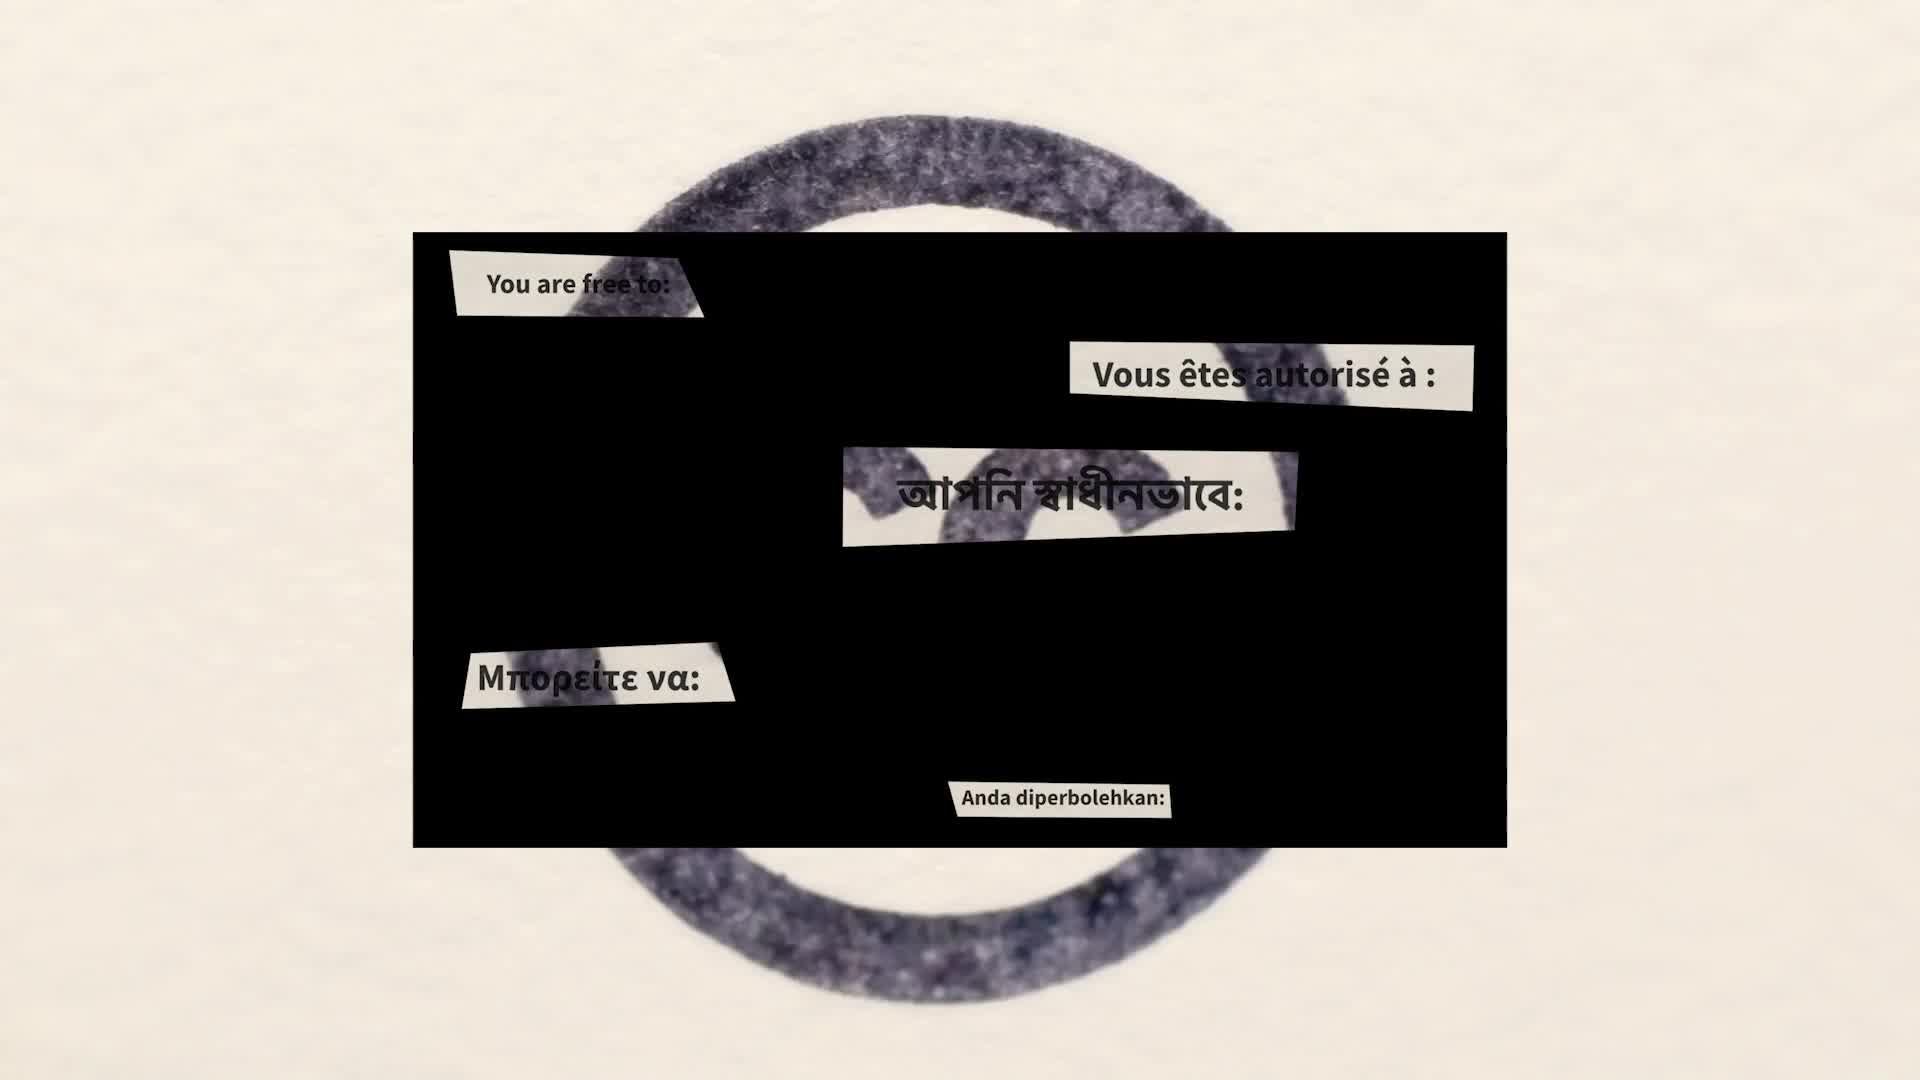 You are free to:
Vous êtes autorisé à :
আপনি স্বাধীনভাবে:
Μπορείτε να:
Anda diperbolehkan: